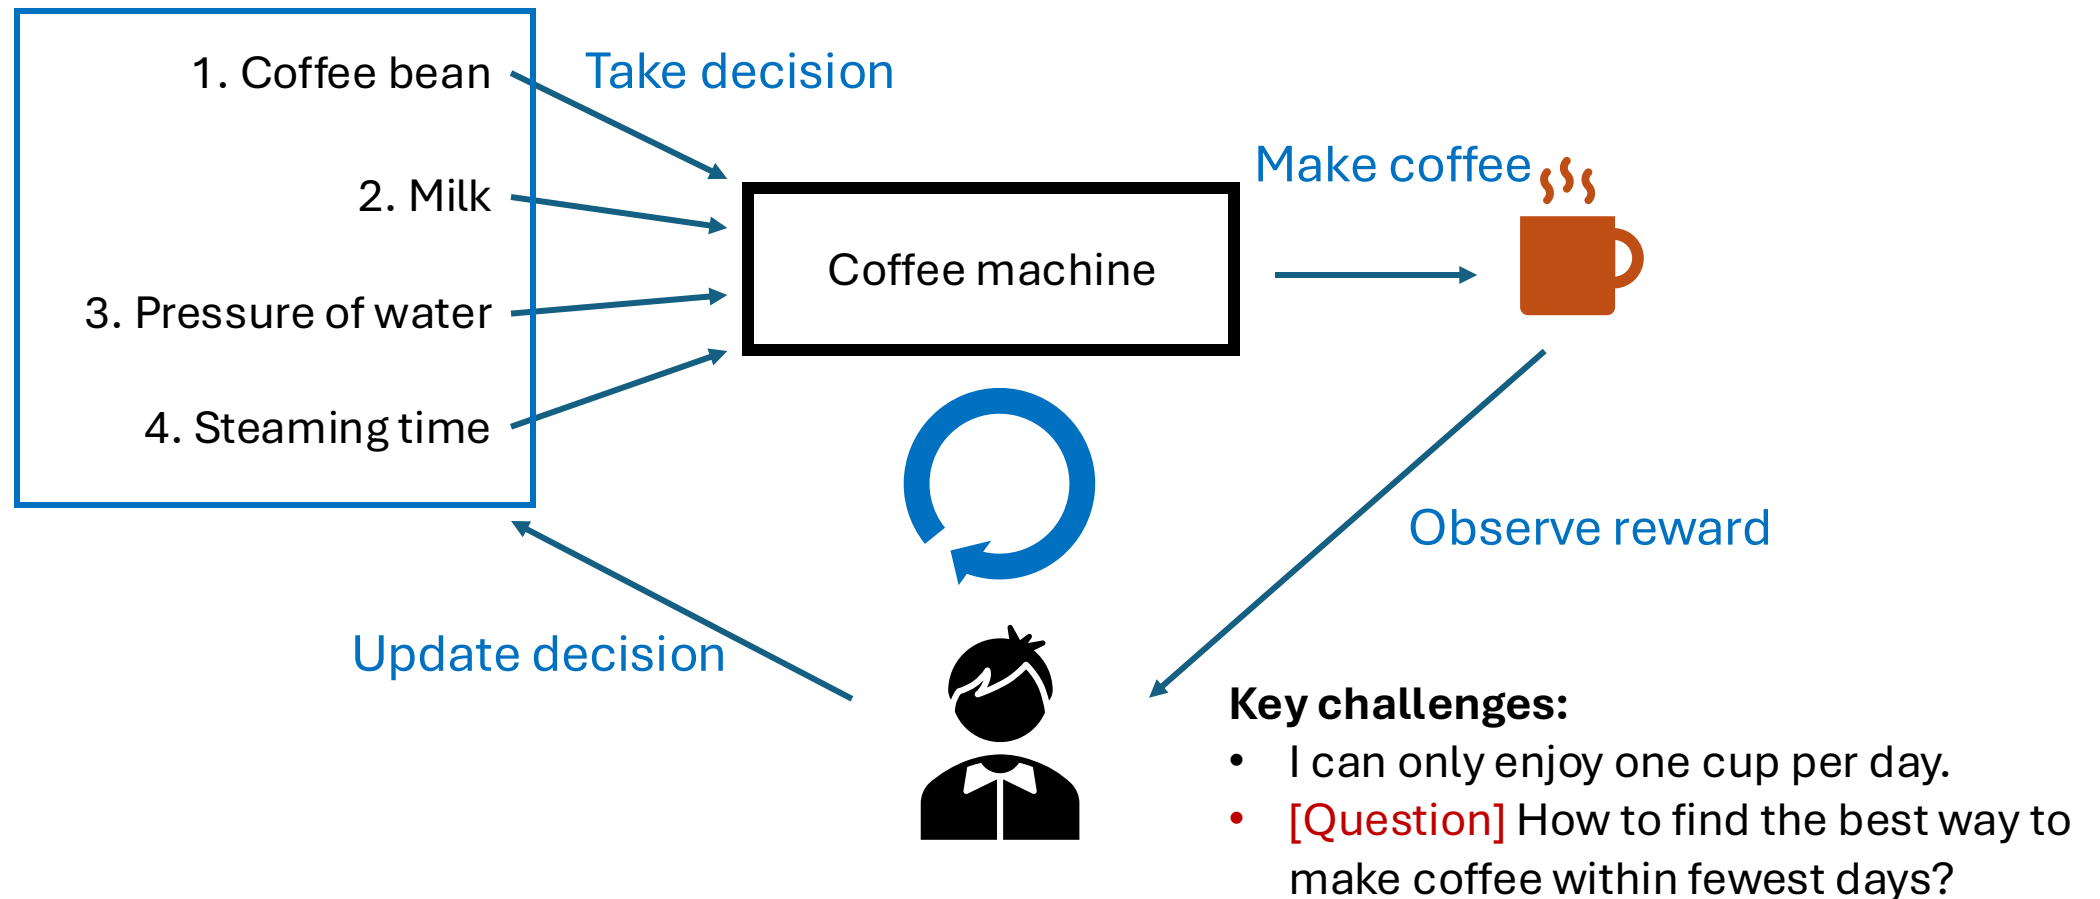 1. Coffee bean
Take decision
2. Milk
Make coffee
Coffee machine
3. Pressure of water
4. Steaming time
Observe reward
Update decision
Key challenges:
• I can only enjoy one cup per day.
• [Question] How to find the best way to
make coffee within fewest days?